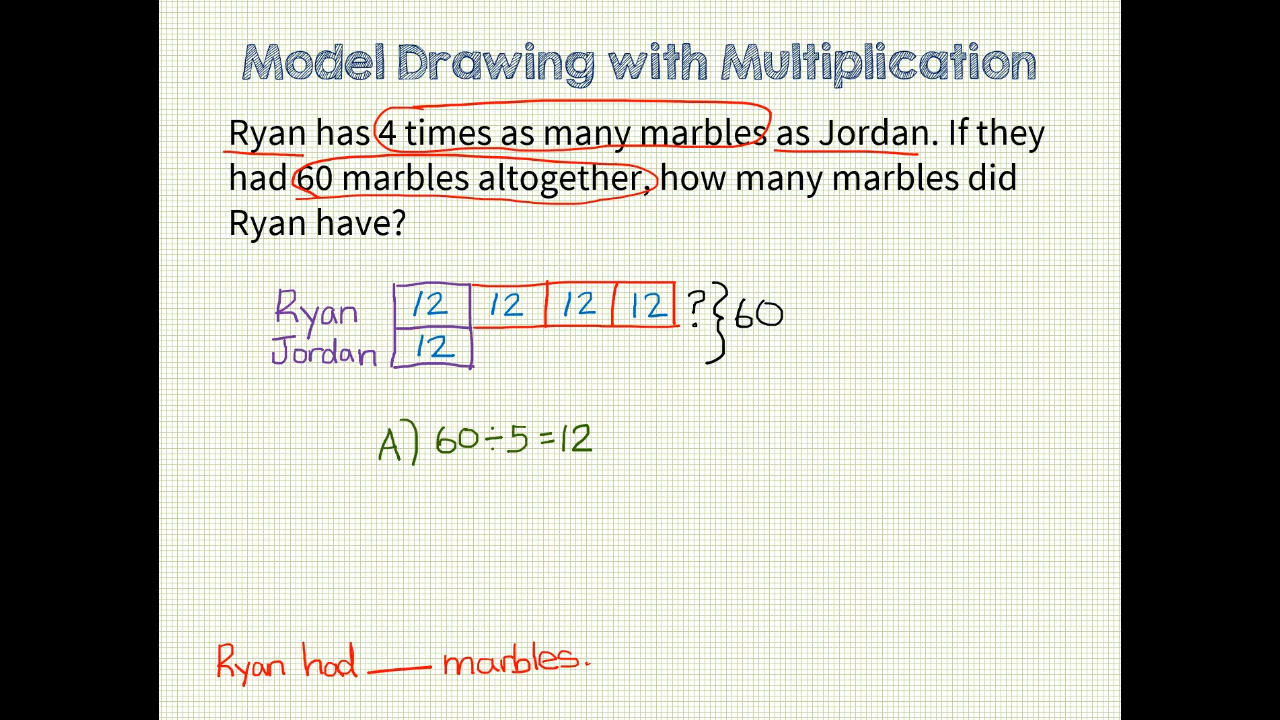 Model Drawing with Multiplication
Ryan has 4 times as many marbles as Jordan. If they
had 60 marbles altogether, how many marbles did
Ryan have?
Ryan 12 12 12 12 ? } 60
Jordan 12
A) 60÷5=12
Ryan had ___ marbles.